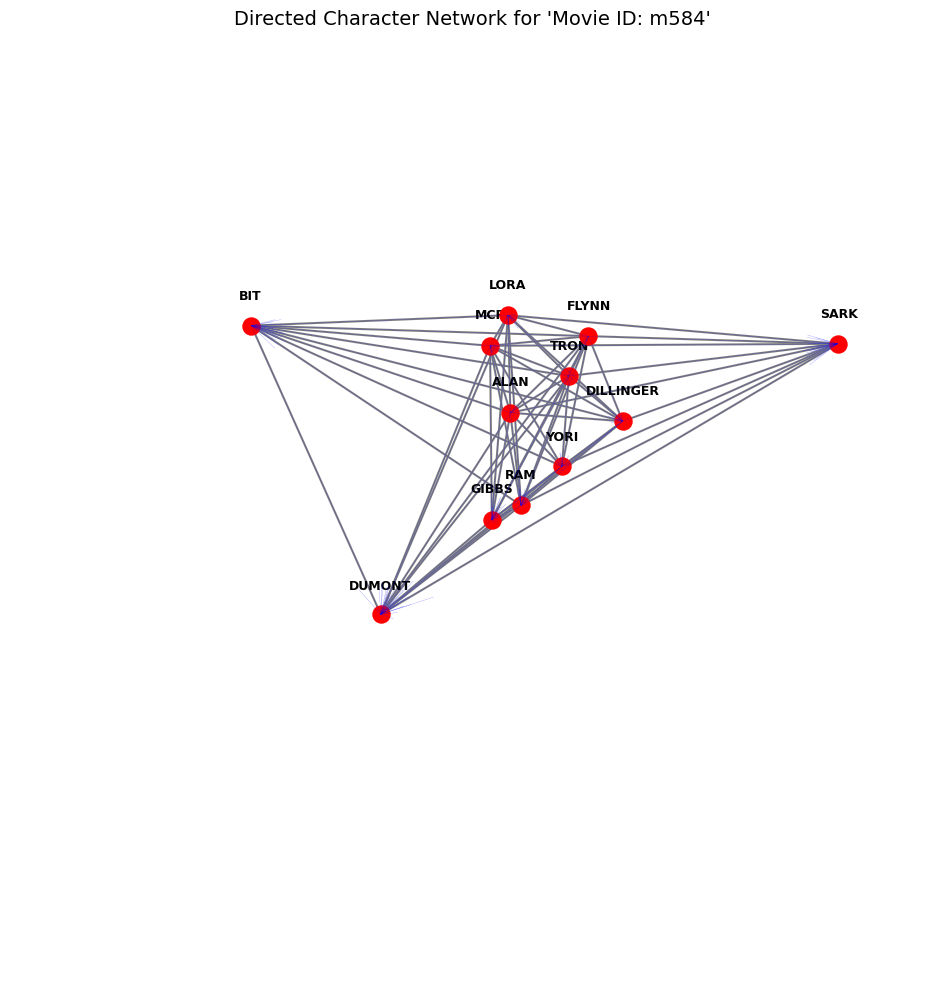 Directed Character Network for 'Movie ID: m584'
LORA
BIT
FLYNN
SARK
MCP
TRON
ALAN
DILLINGER
YORI
RAM
GIBBS
DUMONT